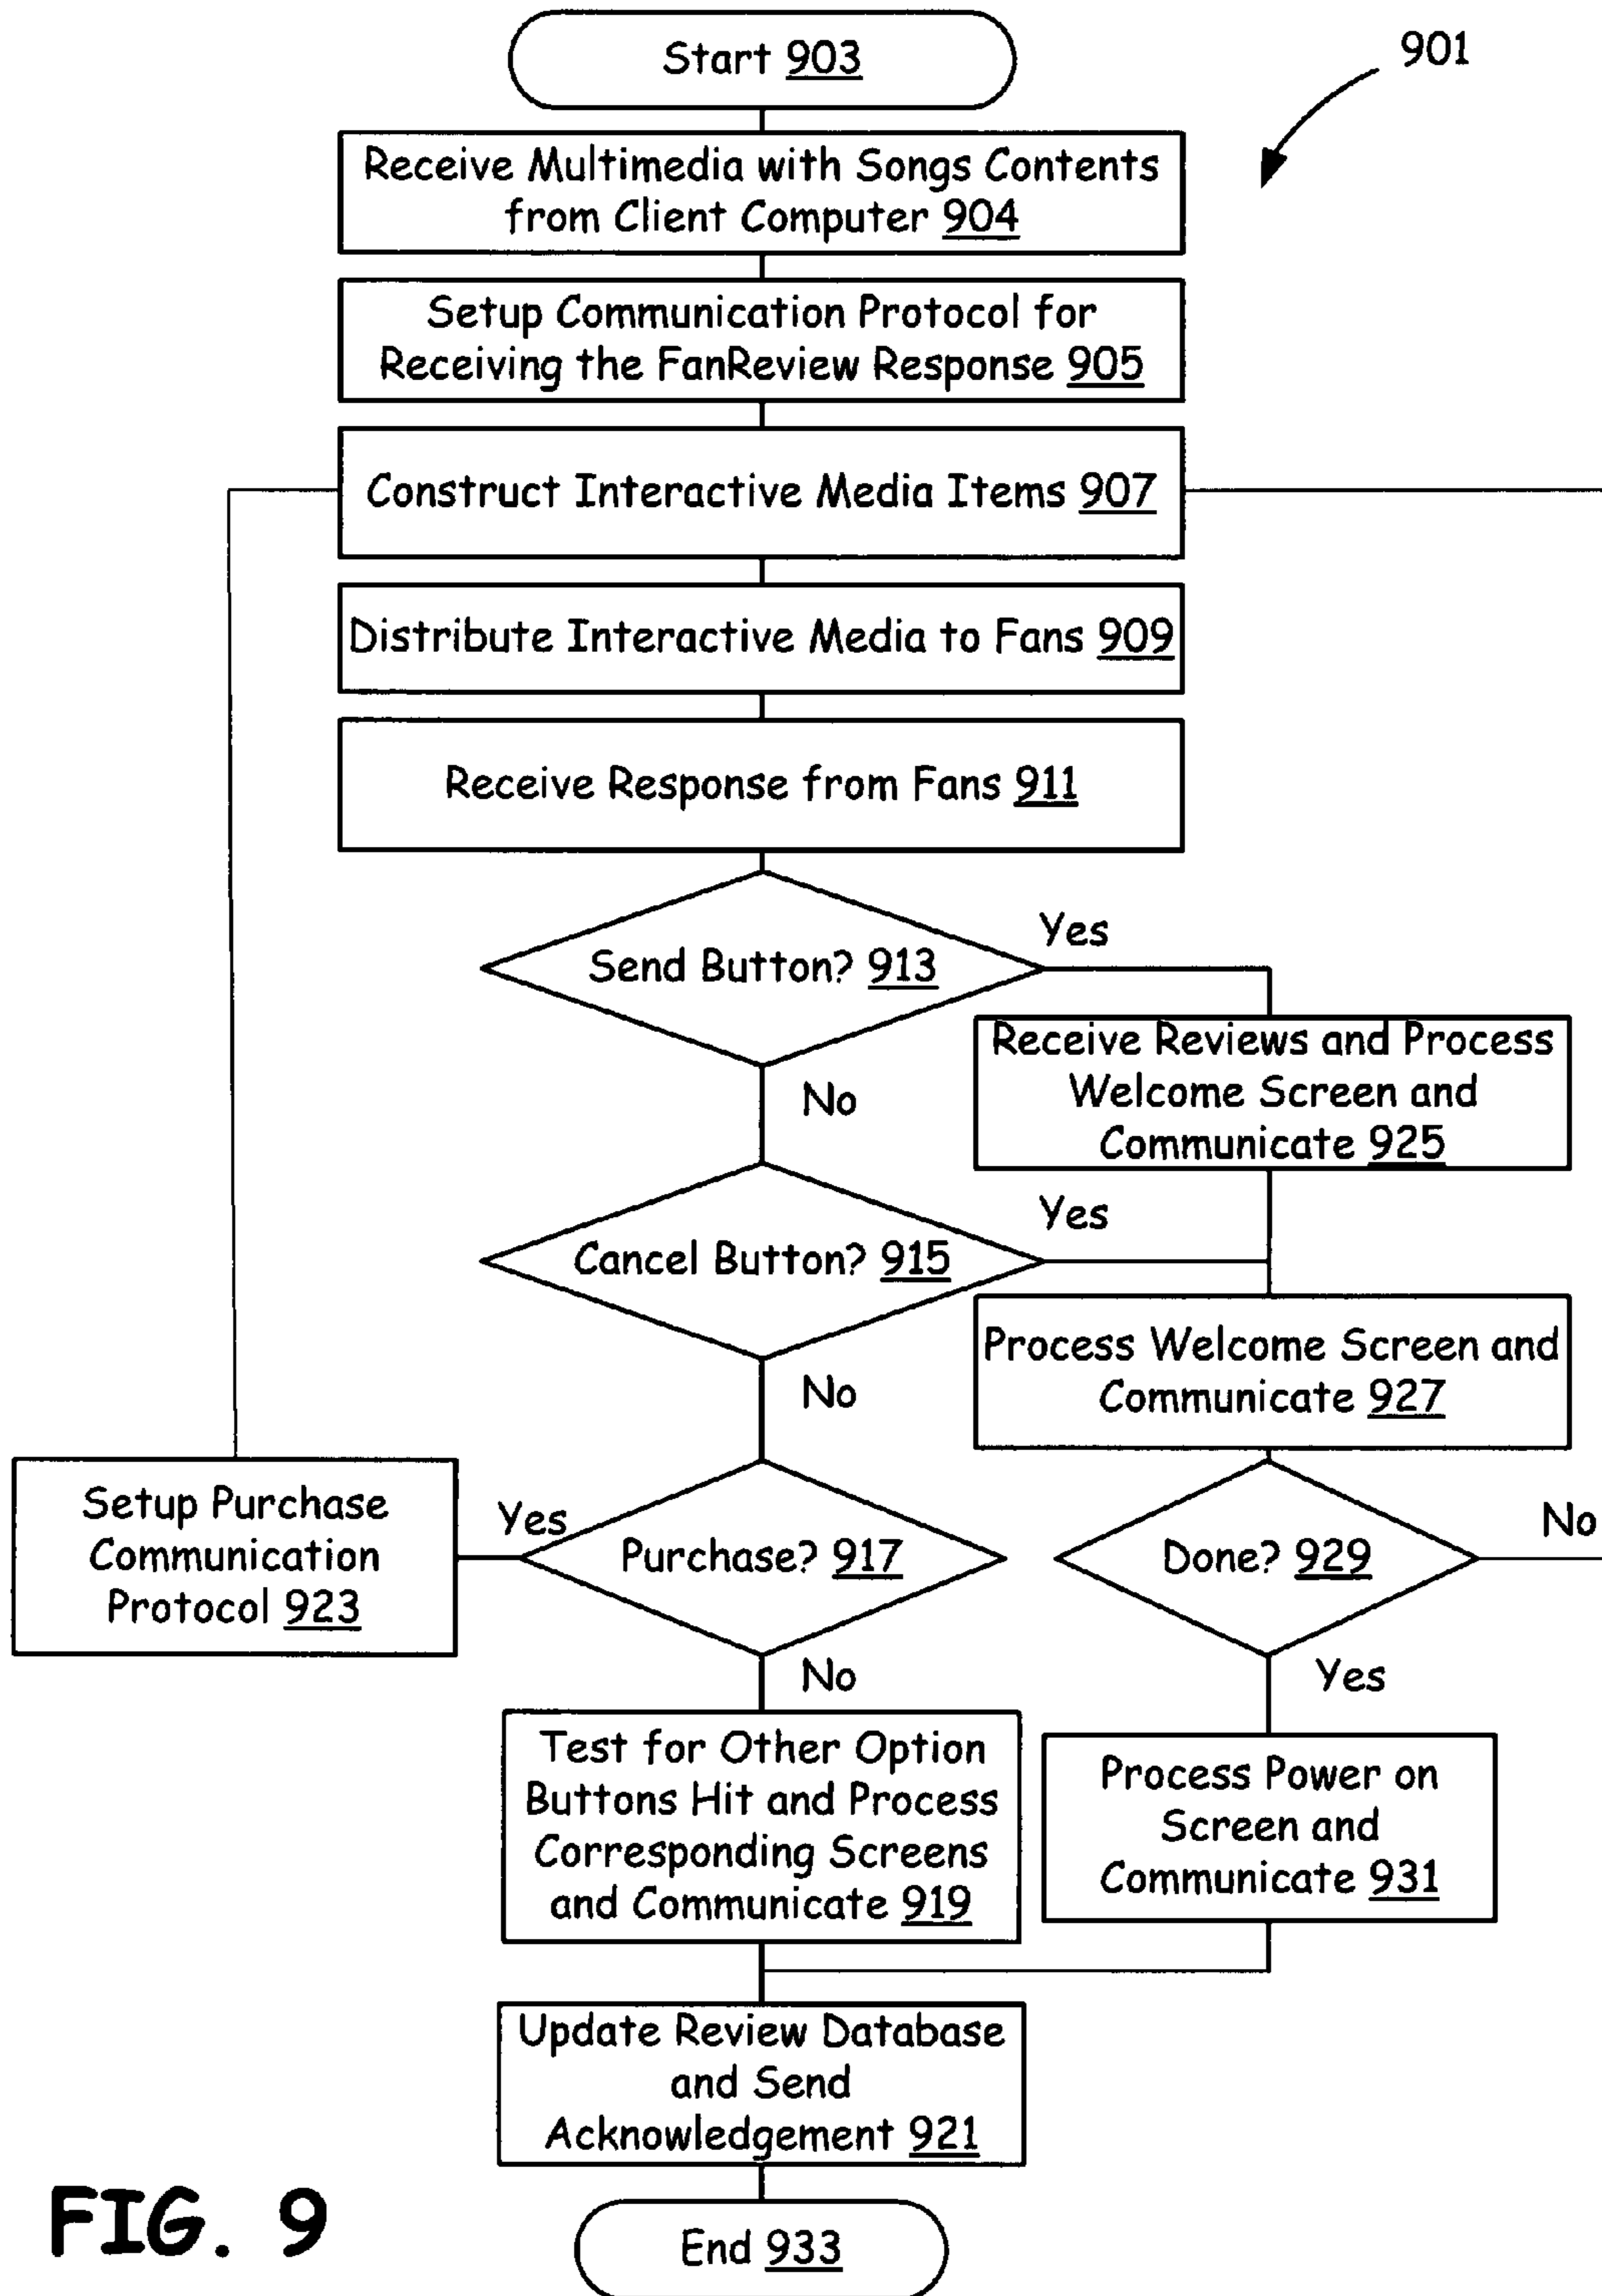 Start 903
901
Receive Multimedia with Songs Contents
from Client Computer 904
Setup Communication Protocol for
Receiving the FanReview Response 905
Construct Interactive Media Items 907
Distribute Interactive Media to Fans 909
Receive Response from Fans 911
Send Button? 913
Yes
No
Receive Reviews and Process
Welcome Screen and
Communicate 925
Cancel Button? 915
Yes
No
Process Welcome Screen and
Communicate 927
Setup Purchase
Communication
Protocol 923
Yes
Purchase? 917
No
Done? 929
No
Yes
Test for Other Option
Buttons Hit and Process
Corresponding Screens
and Communicate 919
Process Power on
Screen and
Communicate 931
Update Review Database
and Send
Acknowledgement 921
End 933
FIG. 9